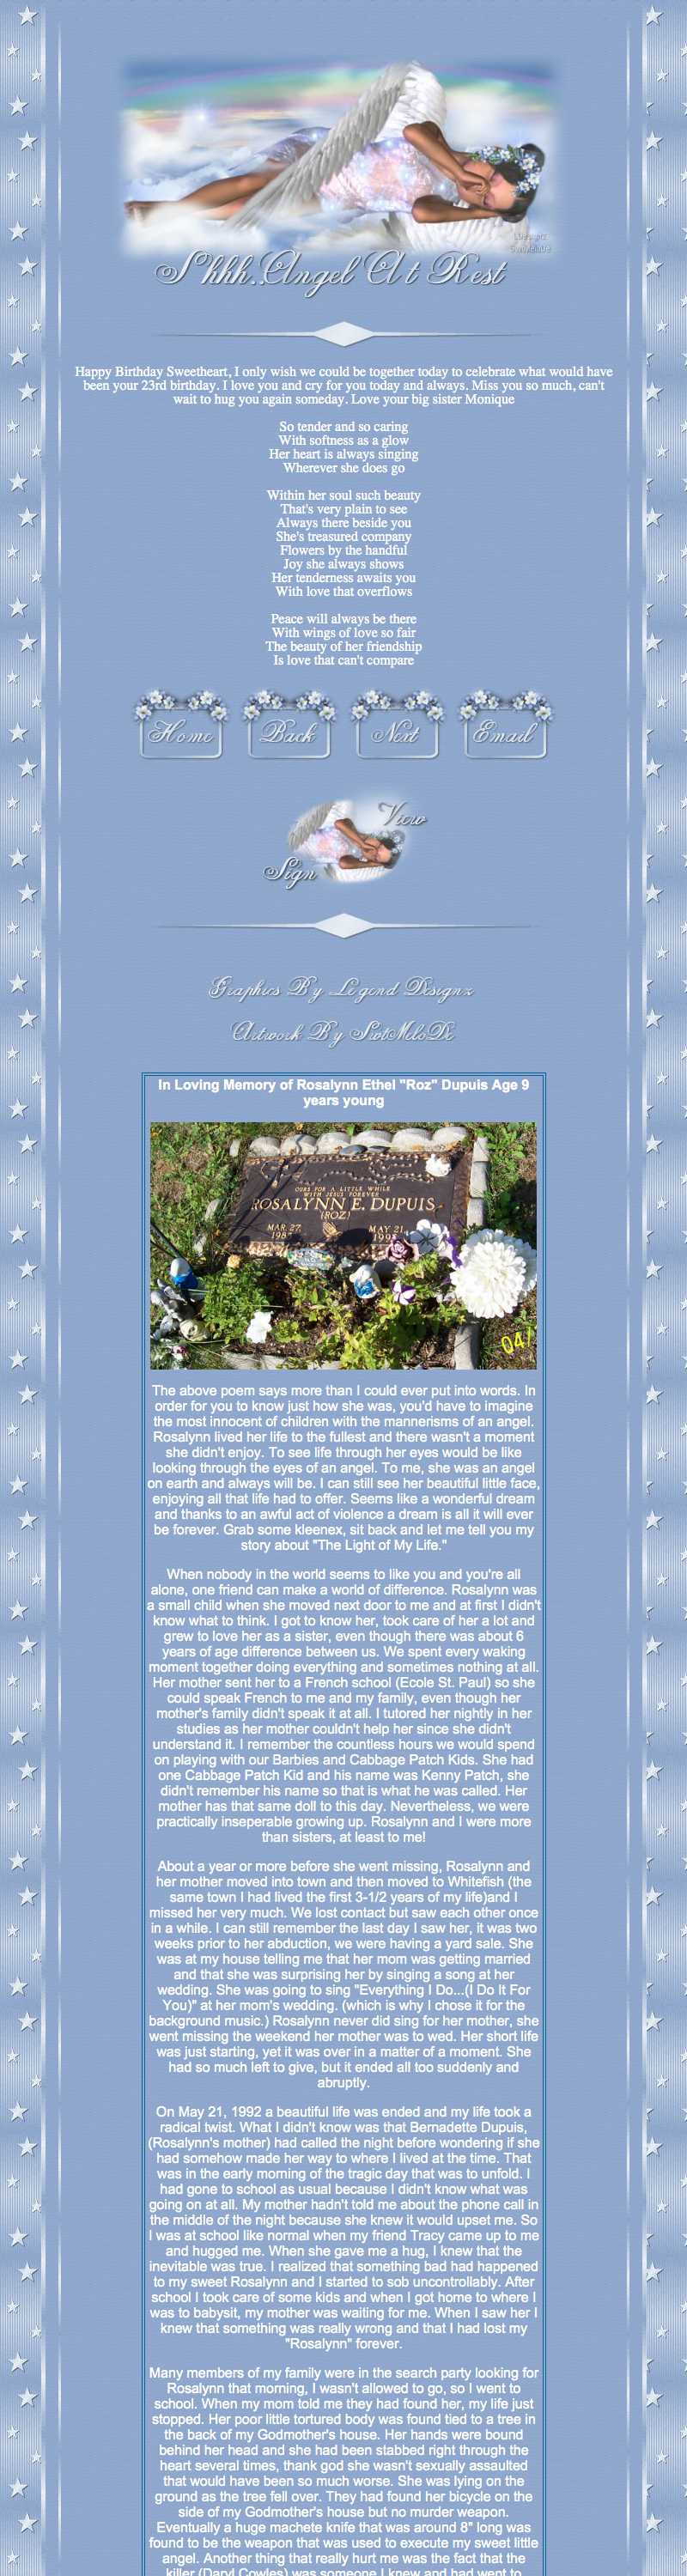 Shhh..Angel At Rest
Happy Birthday Sweetheart, I only wish we could be together today to celebrate what would have
been your 23rd birthday. I love you and cry for you today and always. Miss you so much, can't
wait to hug you again someday. Love your big sister Monique
So tender and so caring
With softness as a glow
Her heart is always singing
Wherever she does go
Within her soul such beauty
That's very plain to see
Always there beside you
She's treasured company
Flowers by the handful
Joy she always shows
Her tenderness awaits you
With love that overflows
Peace will always be there
With wings of love so fair
The beauty of her friendship
Is love that can't compare
Home Back Next Email
View
Sign
Graphics By Legend Designz
Artwork By SwtMeloDe
In Loving Memory of Rosalynn Ethel "Roz" Dupuis Age 9
years young
OURS FOR A LITTLE WHILE
WITH JESUS FOREVER
ROSALYNN E. DUPUIS
(ROZ)
MAR. 27 MAY 21
198 199
04/
The above poem says more than I could ever put into words. In
order for you to know just how she was, you'd have to imagine
the most innocent of children with the mannerisms of an angel.
Rosalynn lived her life to the fullest and there wasn't a moment
she didn't enjoy. To see life through her eyes would be like
looking through the eyes of an angel. To me, she was an angel
on earth and always will be. I can still see her beautiful little face,
enjoying all that life had to offer. Seems like a wonderful dream
and thanks to an awful act of violence a dream is all it will ever
be forever. Grab some kleenex, sit back and let me tell you my
story about "The Light of My Life."
When nobody in the world seems to like you and you're all
alone, one friend can make a world of difference. Rosalynn was
a small child when she moved next door to me and at first I didn't
know what to think. I got to know her, took care of her a lot and
grew to love her as a sister, even though there was about 6
years of age difference between us. We spent every waking
moment together doing everything and sometimes nothing at all.
Her mother sent her to a French school (Ecole St. Paul) so she
could speak French to me and my family, even though her
mother's family didn't speak it at all. I tutored her nightly in her
studies as her mother couldn't help her since she didn't
understand it. I remember the countless hours we would spend
on playing with our Barbies and Cabbage Patch Kids. She had
one Cabbage Patch Kid and his name was Kenny Patch, she
didn't remember his name so that is what he was called. Her
mother has that same doll to this day. Nevertheless, we were
practically inseperable growing up. Rosalynn and I were more
than sisters, at least to me!
About a year or more before she went missing, Rosalynn and
her mother moved into town and then moved to Whitefish (the
same town I had lived the first 3-1/2 years of my life)and I
missed her very much. We lost contact but saw each other once
in a while. I can still remember the last day I saw her, it was two
weeks prior to her abduction, we were having a yard sale. She
was at my house telling me that her mom was getting married
and that she was surprising her by singing a song at her
wedding. She was going to sing "Everything I Do...(I Do It For
You)" at her mom's wedding. (which is why I chose it for the
background music.) Rosalynn never did sing for her mother, she
went missing the weekend her mother was to wed. Her short life
was just starting, yet it was over in a matter of a moment. She
had so much left to give, but it ended all too suddenly and
abruptly.
On May 21, 1992 a beautiful life was ended and my life took a
radical twist. What I didn't know was that Bernadette Dupuis,
(Rosalynn's mother) had called the night before wondering if she
had somehow made her way to where I lived at the time. That
was in the early morning of the tragic day that was to unfold. I
had gone to school as usual because I didn't know what was
going on at all. My mother hadn't told me about the phone call in
the middle of the night because she knew it would upset me. So
I was at school like normal when my friend Tracy came up to me
and hugged me. When she gave me a hug, I knew that the
inevitable was true. I realized that something bad had happened
to my sweet Rosalynn and I started to sob uncontrollably. After
school I took care of some kids and when I got home to where I
was to babysit, my mother was waiting for me. When I saw her I
knew that something was really wrong and that I had lost my
"Rosalynn" forever.
Many members of my family were in the search party looking for
Rosalynn that morning, I wasn't allowed to go, so I went to
school. When my mom told me they had found her, my life just
stopped. Her poor little tortured body was found tied to a tree in
the back of my Godmother's house. Her hands were bound
behind her head and she had been stabbed right through the
heart several times, thank god she wasn't sexually assaulted
that would have been so much worse. She was lying on the
ground as the tree fell over. They had found her bicycle on the
side of my Godmother's house but no murder weapon.
Eventually a huge machete knife that was around 8" long was
found to be the weapon that was used to execute my sweet little
angel. Another thing that really hurt me was the fact that the
killer (Daryl Cowles) was someone I knew and had went to